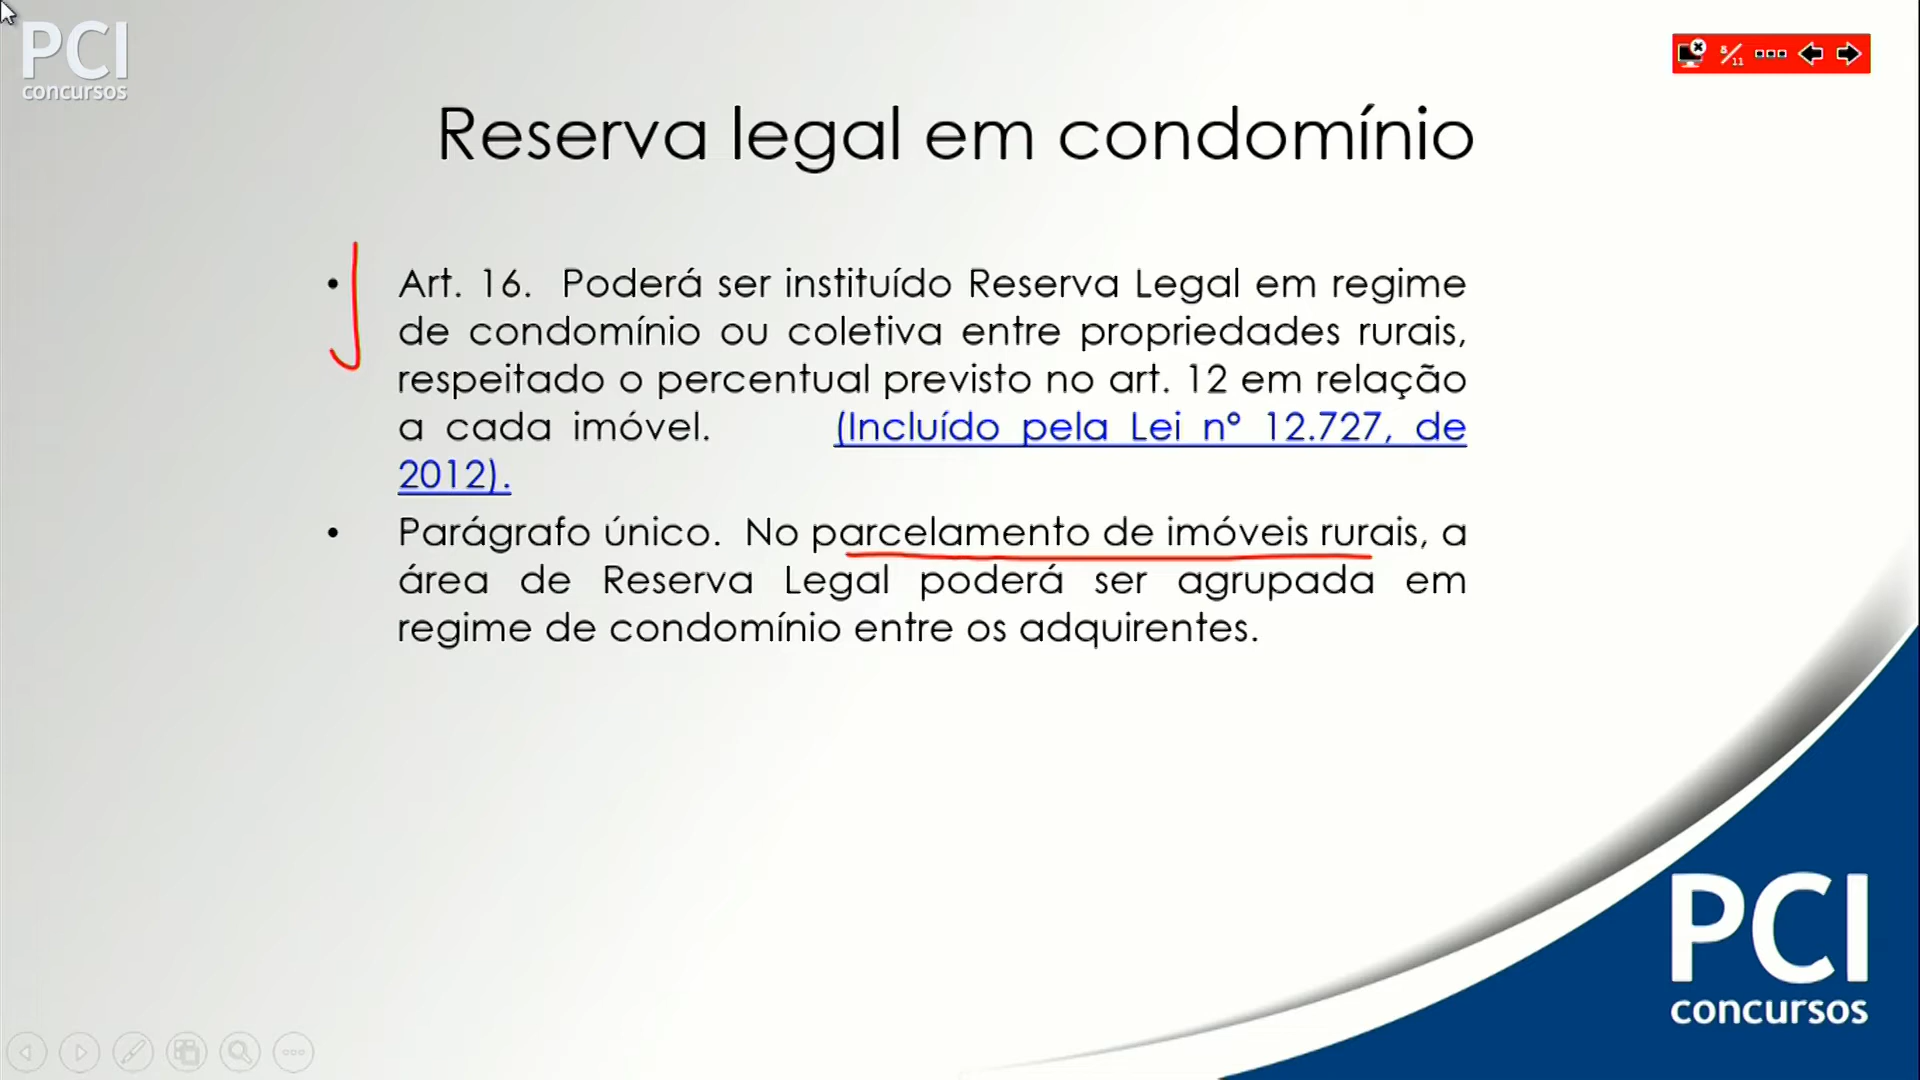 PCI
concursos
8/11
Reserva legal em condomínio
• Art. 16. Poderá ser instituído Reserva Legal em regime
de condomínio ou coletiva entre propriedades rurais,
respeitado o percentual previsto no art. 12 em relação
a cada imóvel. (Incluído pela Lei nº 12.727, de
2012).
• Parágrafo único. No parcelamento de imóveis rurais, a
área de Reserva Legal poderá ser agrupada em
regime de condomínio entre os adquirentes.
PCI
concursos